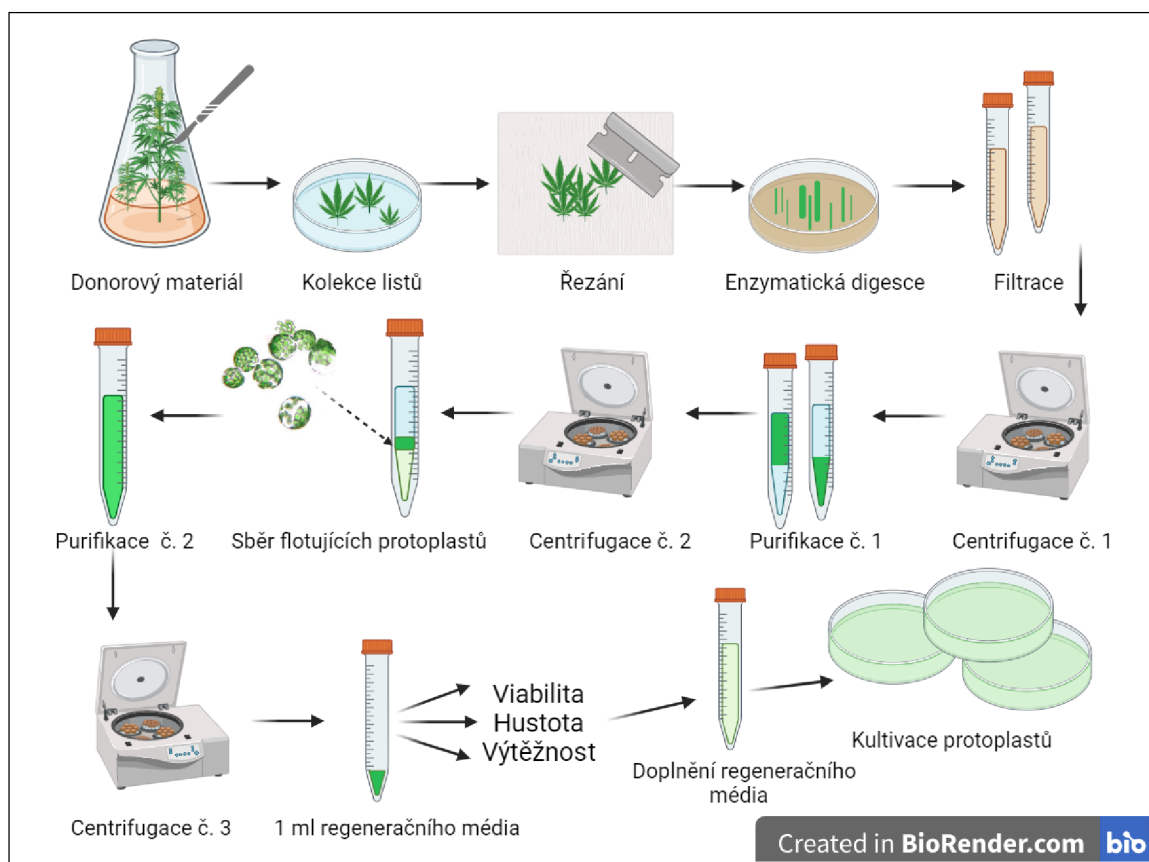 Donorový materiál
Kolekce listů
Řezání
Enzymatická digesce
Filtrace
Purifikace  č. 2
Sběr flotujících protoplastů
Centrifugace č. 2
Purifikace č. 1
Centrifugace č. 1
Viabilita
Hustota
Výtěžnost
Kultivace protoplastů
Doplnění regeneračního
média
Centrifugace č. 3
1 ml regeneračního média
Created in BioRender.com bio